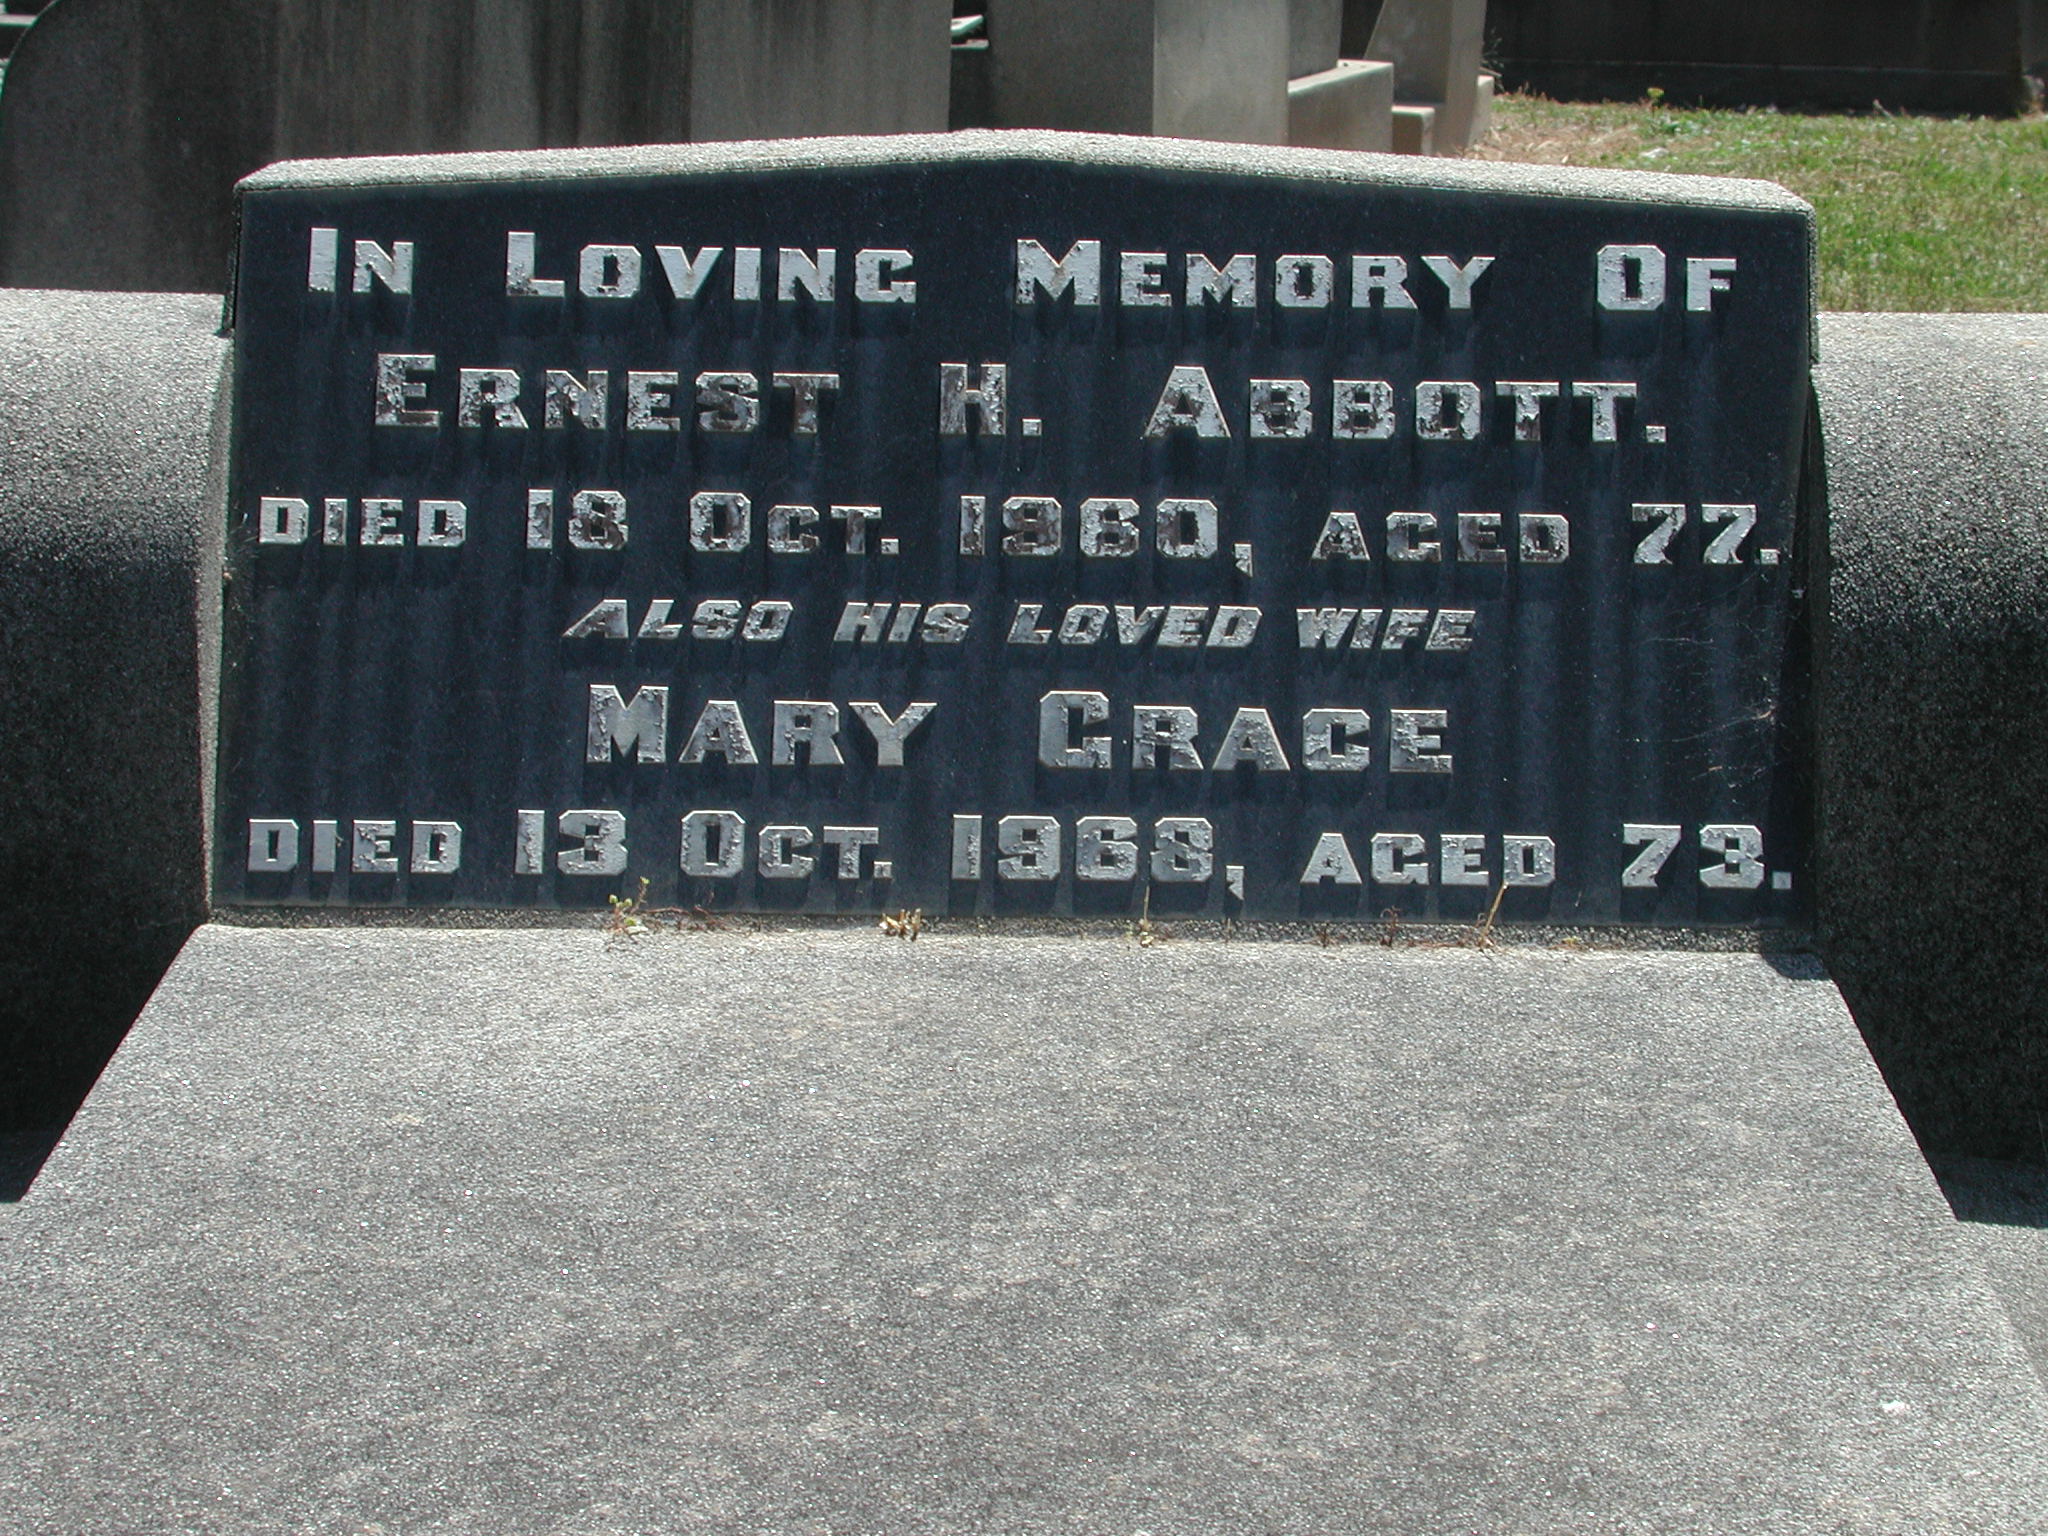 IN LOVING MEMORY OF
ERNEST H. ABBOTT.
DIED 18 OCT. 1960, AGED 77.
ALSO HIS LOVED WIFE
MARY GRACE
DIED 13 OCT. 1968, AGED 73.